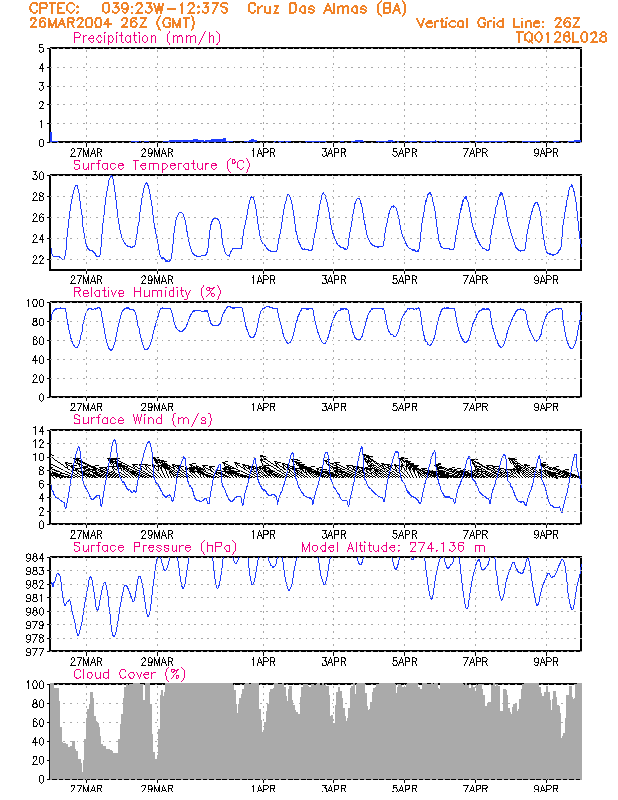 CPTEC: 039:23W-12:37S Cruz Das Almas (BA)
26MAR2004 26Z (GMT) Vertical Grid Line: 26Z
Precipitation (mm/h) TQ0126L028
5
4
3
2
1
0
27MAR 29MAR 1APR 3APR 5APR 7APR 9APR
Surface Temperature (°C)
30
28
26
24
22
27MAR 29MAR 1APR 3APR 5APR 7APR 9APR
Relative Humidity (%)
100
80
60
40
20
0
27MAR 29MAR 1APR 3APR 5APR 7APR 9APR
Surface Wind (m/s)
14
12
10
8
6
4
2
0
27MAR 29MAR 1APR 3APR 5APR 7APR 9APR
Surface Pressure (hPa) Model Altitude: 274.136 m
984
983
982
981
980
979
978
977
27MAR 29MAR 1APR 3APR 5APR 7APR 9APR
Cloud Cover (%)
100
80
60
40
20
0
27MAR 29MAR 1APR 3APR 5APR 7APR 9APR